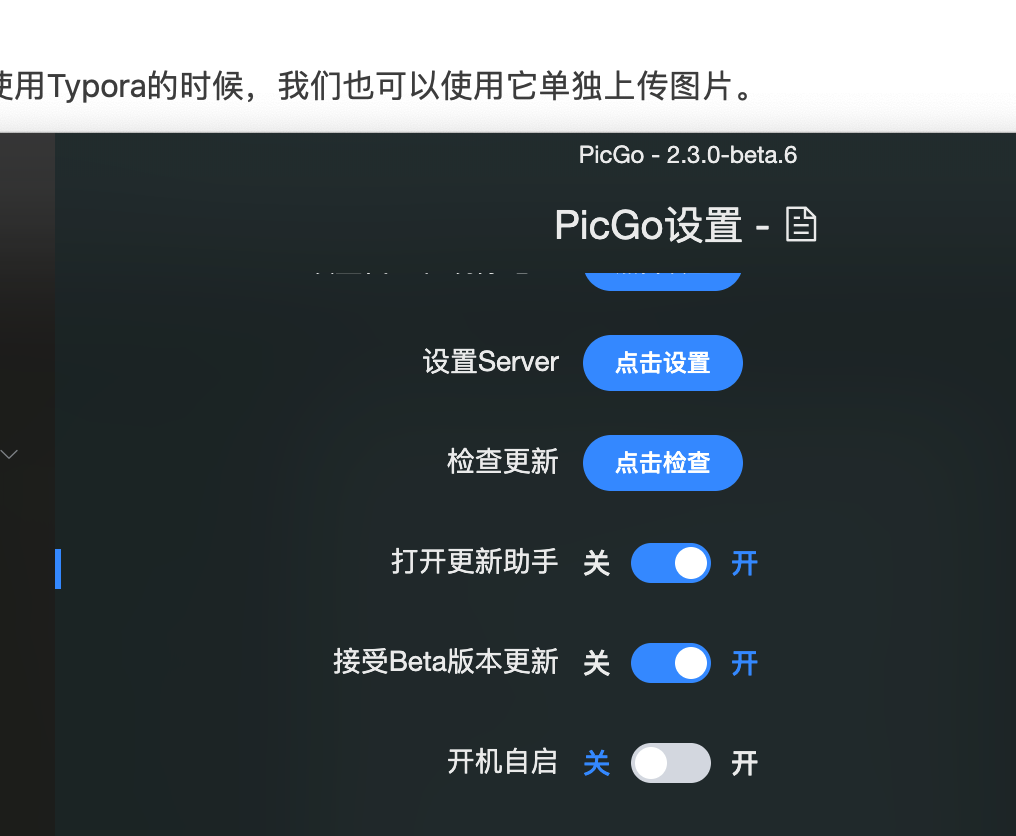 使用Typora的时候，我们也可以使用它单独上传图片。
PicGo - 2.3.0-beta.6
PicGo设置 -
设置Server 点击设置
检查更新 点击检查
打开更新助手 关 开
接受Beta版本更新 关 开
开机自启 关 开